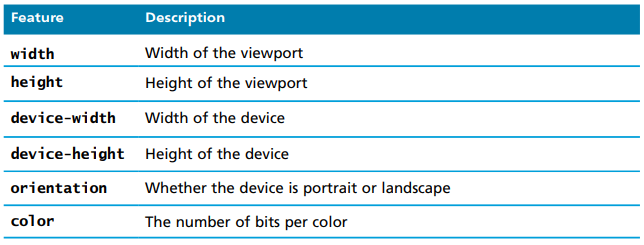 Feature Description
width Width of the viewport
height Height of the viewport
device-width Width of the device
device-height Height of the device
orientation Whether the device is portrait or landscape
color The number of bits per color